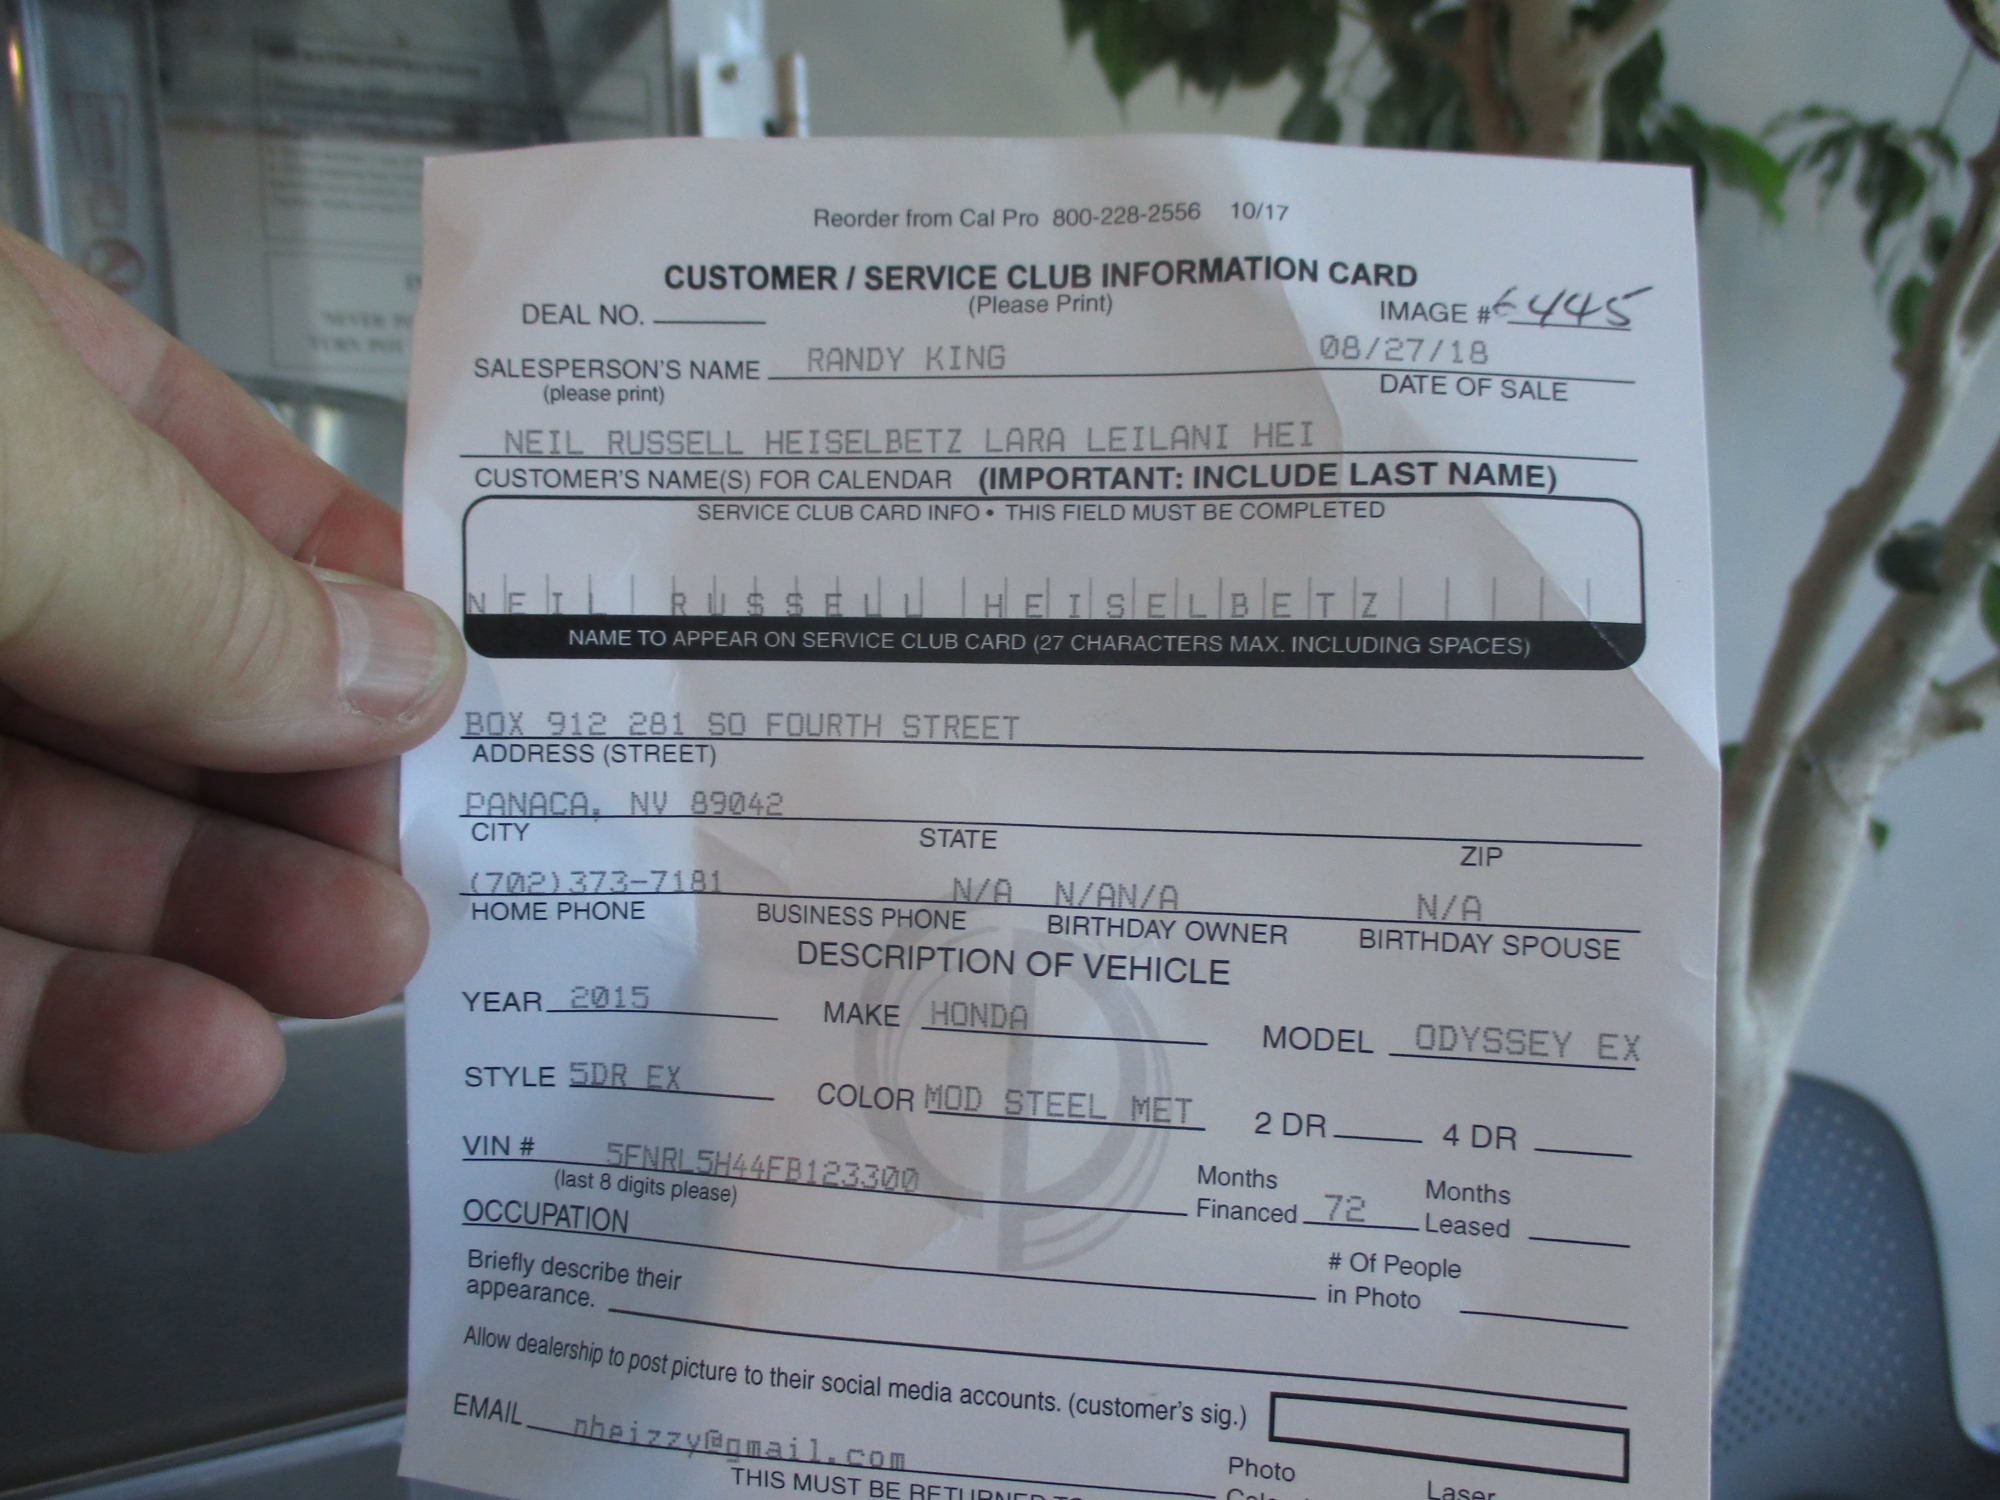 Reorder from Cal Pro 800-228-2556 10/17
CUSTOMER / SERVICE CLUB INFORMATION CARD
(Please Print)
DEAL NO. IMAGE # 6445
SALESPERSON'S NAME RANDY KING 08/27/18
(please print) DATE OF SALE
NEIL RUSSELL HEISELBETZ LARA LEILANI HEI
CUSTOMER'S NAME(S) FOR CALENDAR (IMPORTANT: INCLUDE LAST NAME)
SERVICE CLUB CARD INFO • THIS FIELD MUST BE COMPLETED
NEIL RUSSELL HEISELBETZ
NAME TO APPEAR ON SERVICE CLUB CARD (27 CHARACTERS MAX. INCLUDING SPACES)
BOX 912 281 SO FOURTH STREET
ADDRESS (STREET)
PANACA, NV 89042
CITY STATE ZIP
(702)373-7181 N/A N/AN/A N/A
HOME PHONE BUSINESS PHONE BIRTHDAY OWNER BIRTHDAY SPOUSE
DESCRIPTION OF VEHICLE
YEAR 2015 MAKE HONDA MODEL ODYSSEY EX
STYLE 5DR EX COLOR MOD STEEL MET 2 DR 4 DR
VIN # 5FNRL5H44FB123300
(last 8 digits please)
Months Financed 72 Months Leased
OCCUPATION
# Of People in Photo
Briefly describe their
appearance.
Allow dealership to post picture to their social media accounts. (customer's sig.)
EMAIL nheizzy@gmail.com
THIS MUST BE RETURNED
Photo Laser